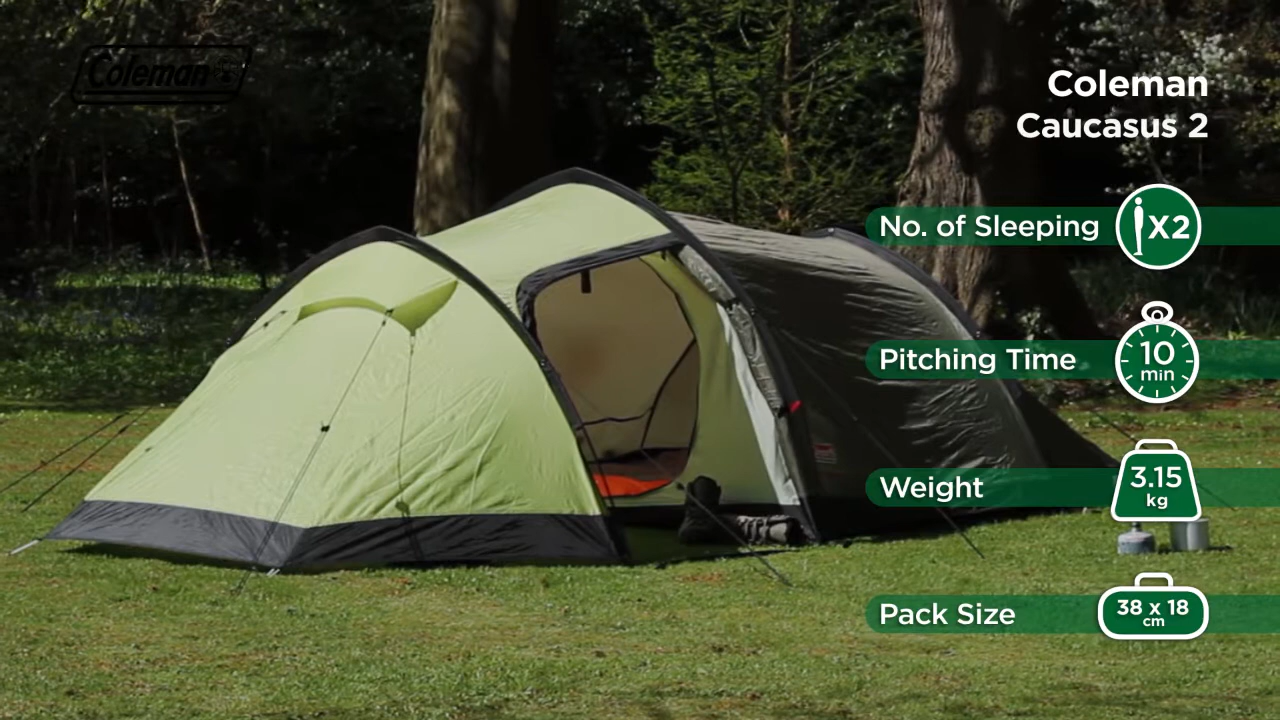 Coleman
Coleman
Caucasus 2
No. of Sleeping
X2
Pitching Time
10
min
Weight
3.15
kg
Pack Size
38 x 18
cm